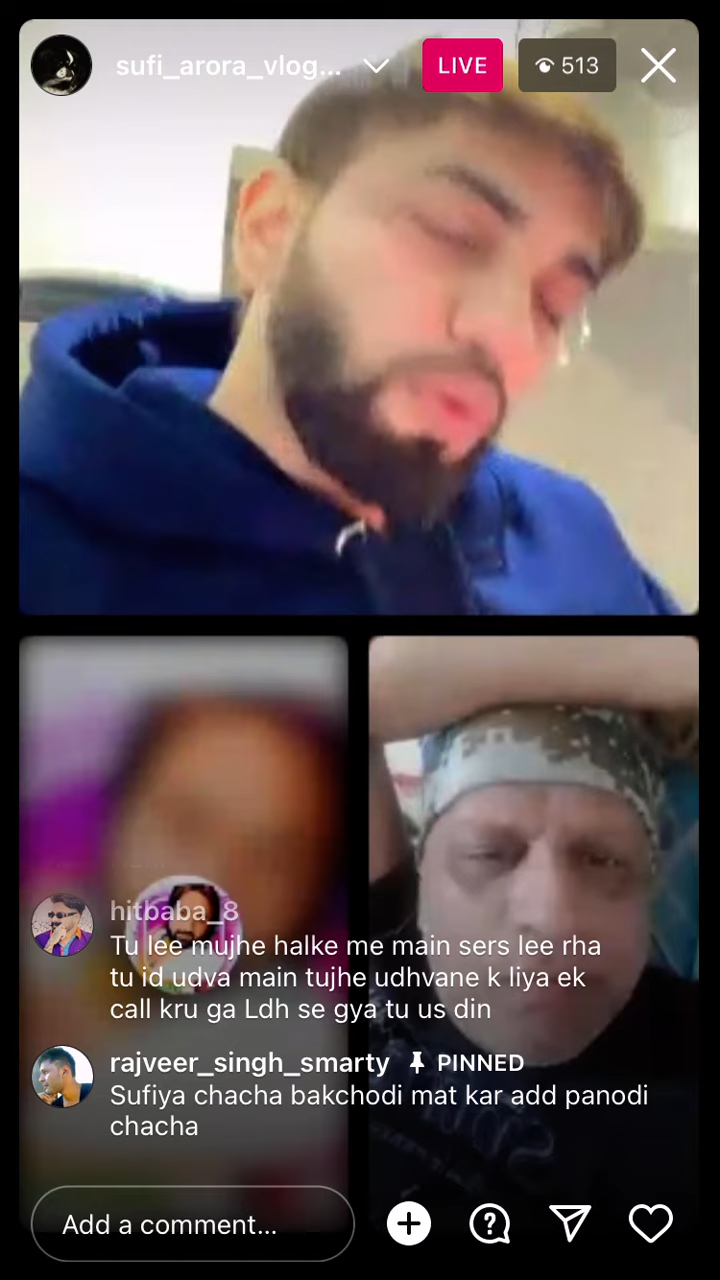 sufi_arora_vlog...
LIVE
513
hitbaba_8
Tu lee mujhe halke me main sers lee rha
tu id udva main tujhe udhvane k liya ek
call kru ga Ldh se gya tu us din
rajveer_singh_smarty PINNED
Sufiya chacha bakchodi mat kar add panodi
chacha
Add a comment...